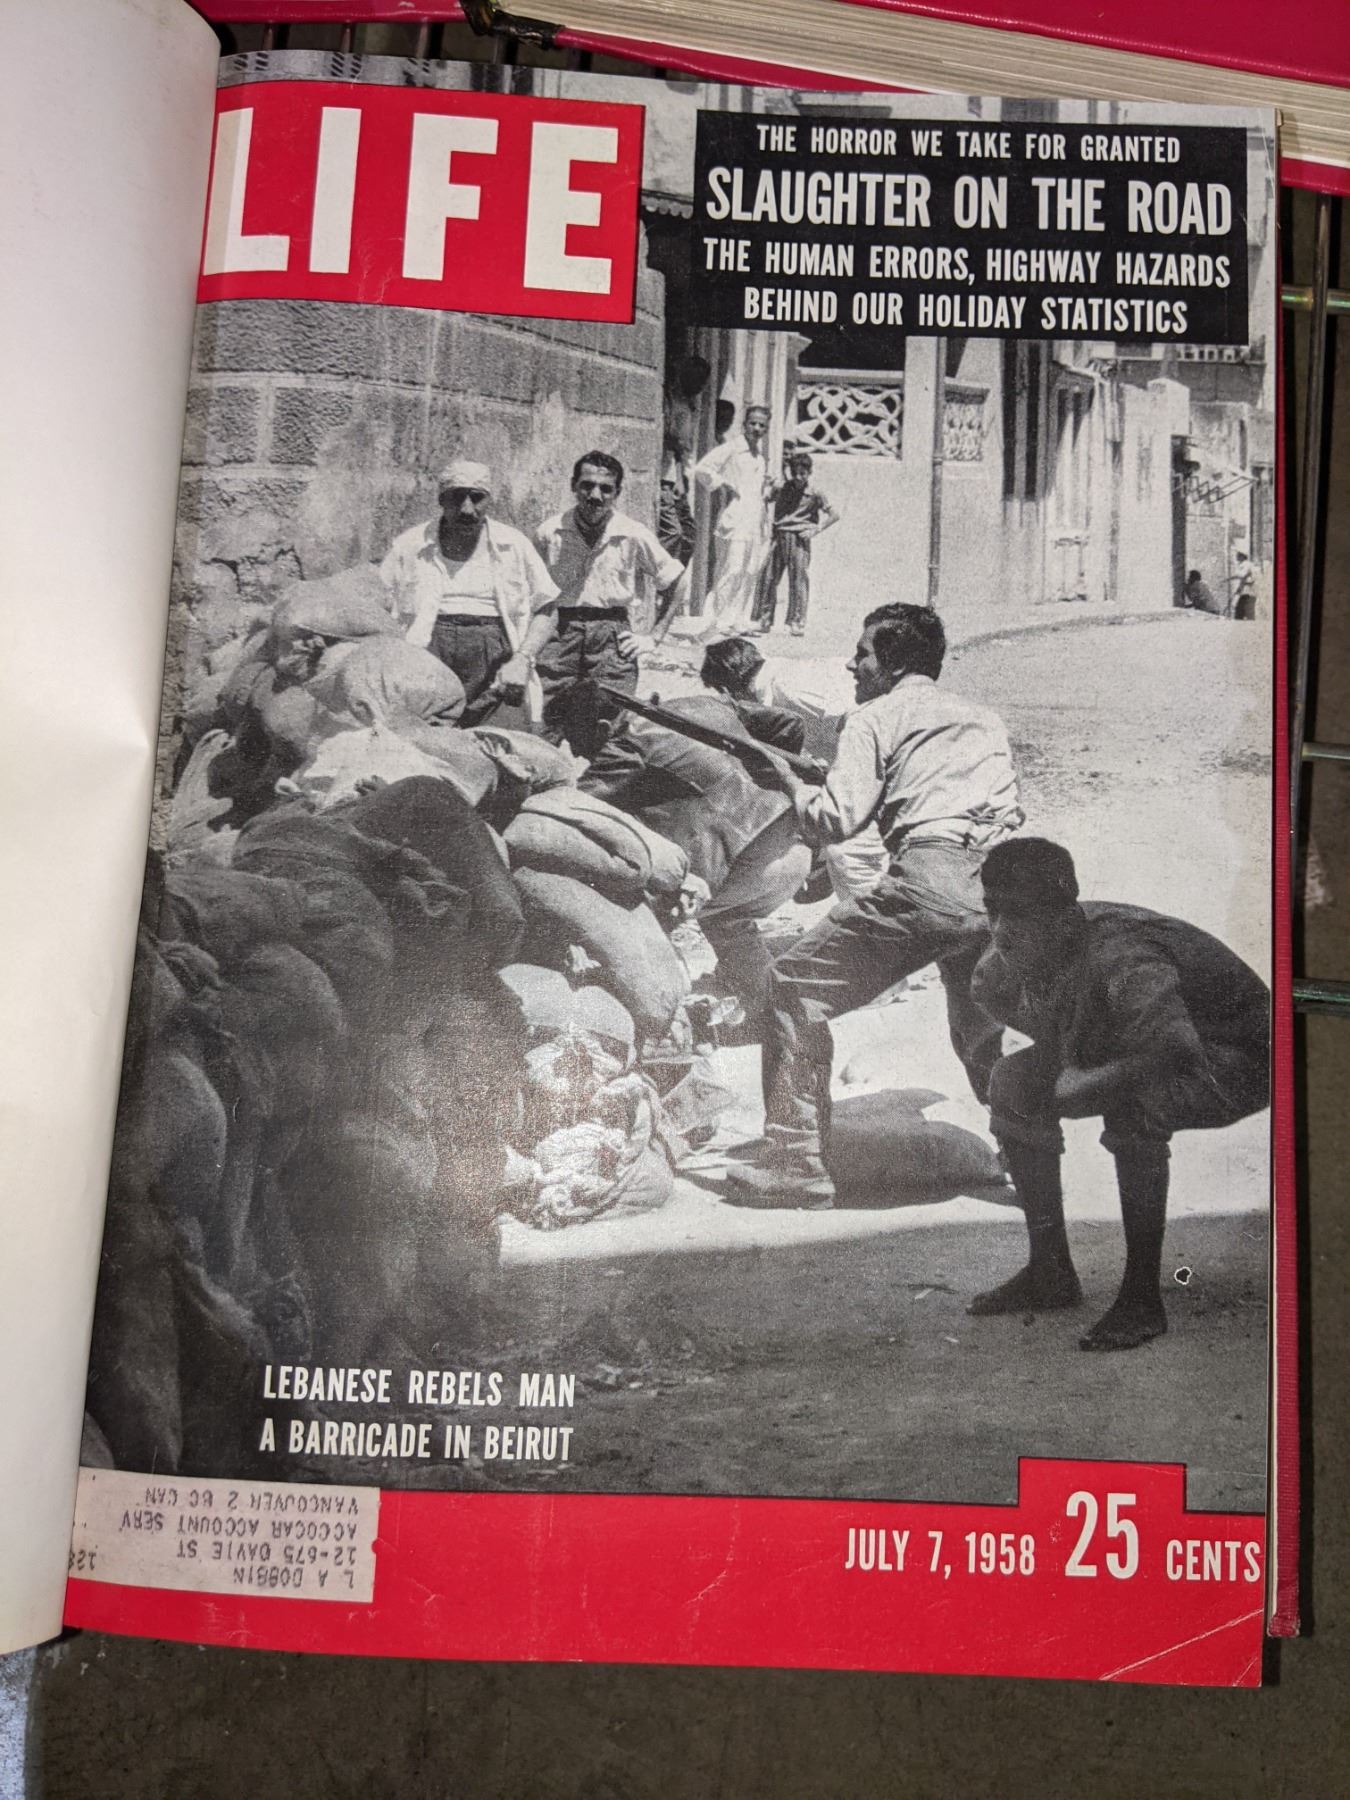 LIFE
THE HORROR WE TAKE FOR GRANTED
SLAUGHTER ON THE ROAD
THE HUMAN ERRORS, HIGHWAY HAZARDS
BEHIND OUR HOLIDAY STATISTICS
LEBANESE REBELS MAN
A BARRICADE IN BEIRUT
L A DOBBIN
12-675 DAVIE ST
ACCOCAR ACCOUNT SERV
VANCOUVER 2 BC CAN
JULY 7, 1958 25 CENTS